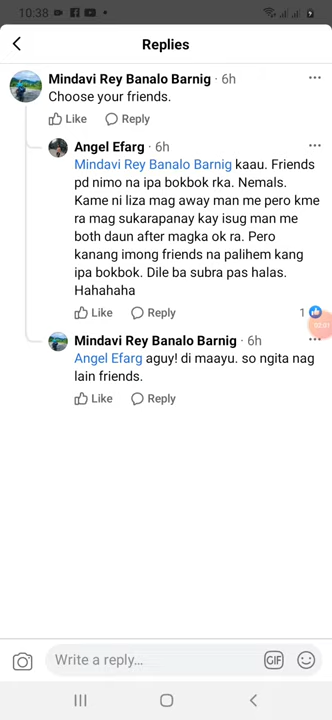 10:38
Replies
Mindavi Rey Banalo Barnig · 6h
Choose your friends.
Like Reply
Angel Efarg · 6h
Mindavi Rey Banalo Barnig kaau. Friends
pd nimo na ipa bokbok rka. Nemals.
Kame ni liza mag away man me pero kme
ra mag sukarapanay kay isug man me
both daun after magka ok ra. Pero
kanang imong friends na palihem kang
ipa bokbok. Dile ba subra pas halas.
Hahahaha
Like Reply 1
03:07
Mindavi Rey Banalo Barnig · 6h
Angel Efarg aguy! di maayu. so ngita nag
lain friends.
Like Reply
Write a reply...
GIF